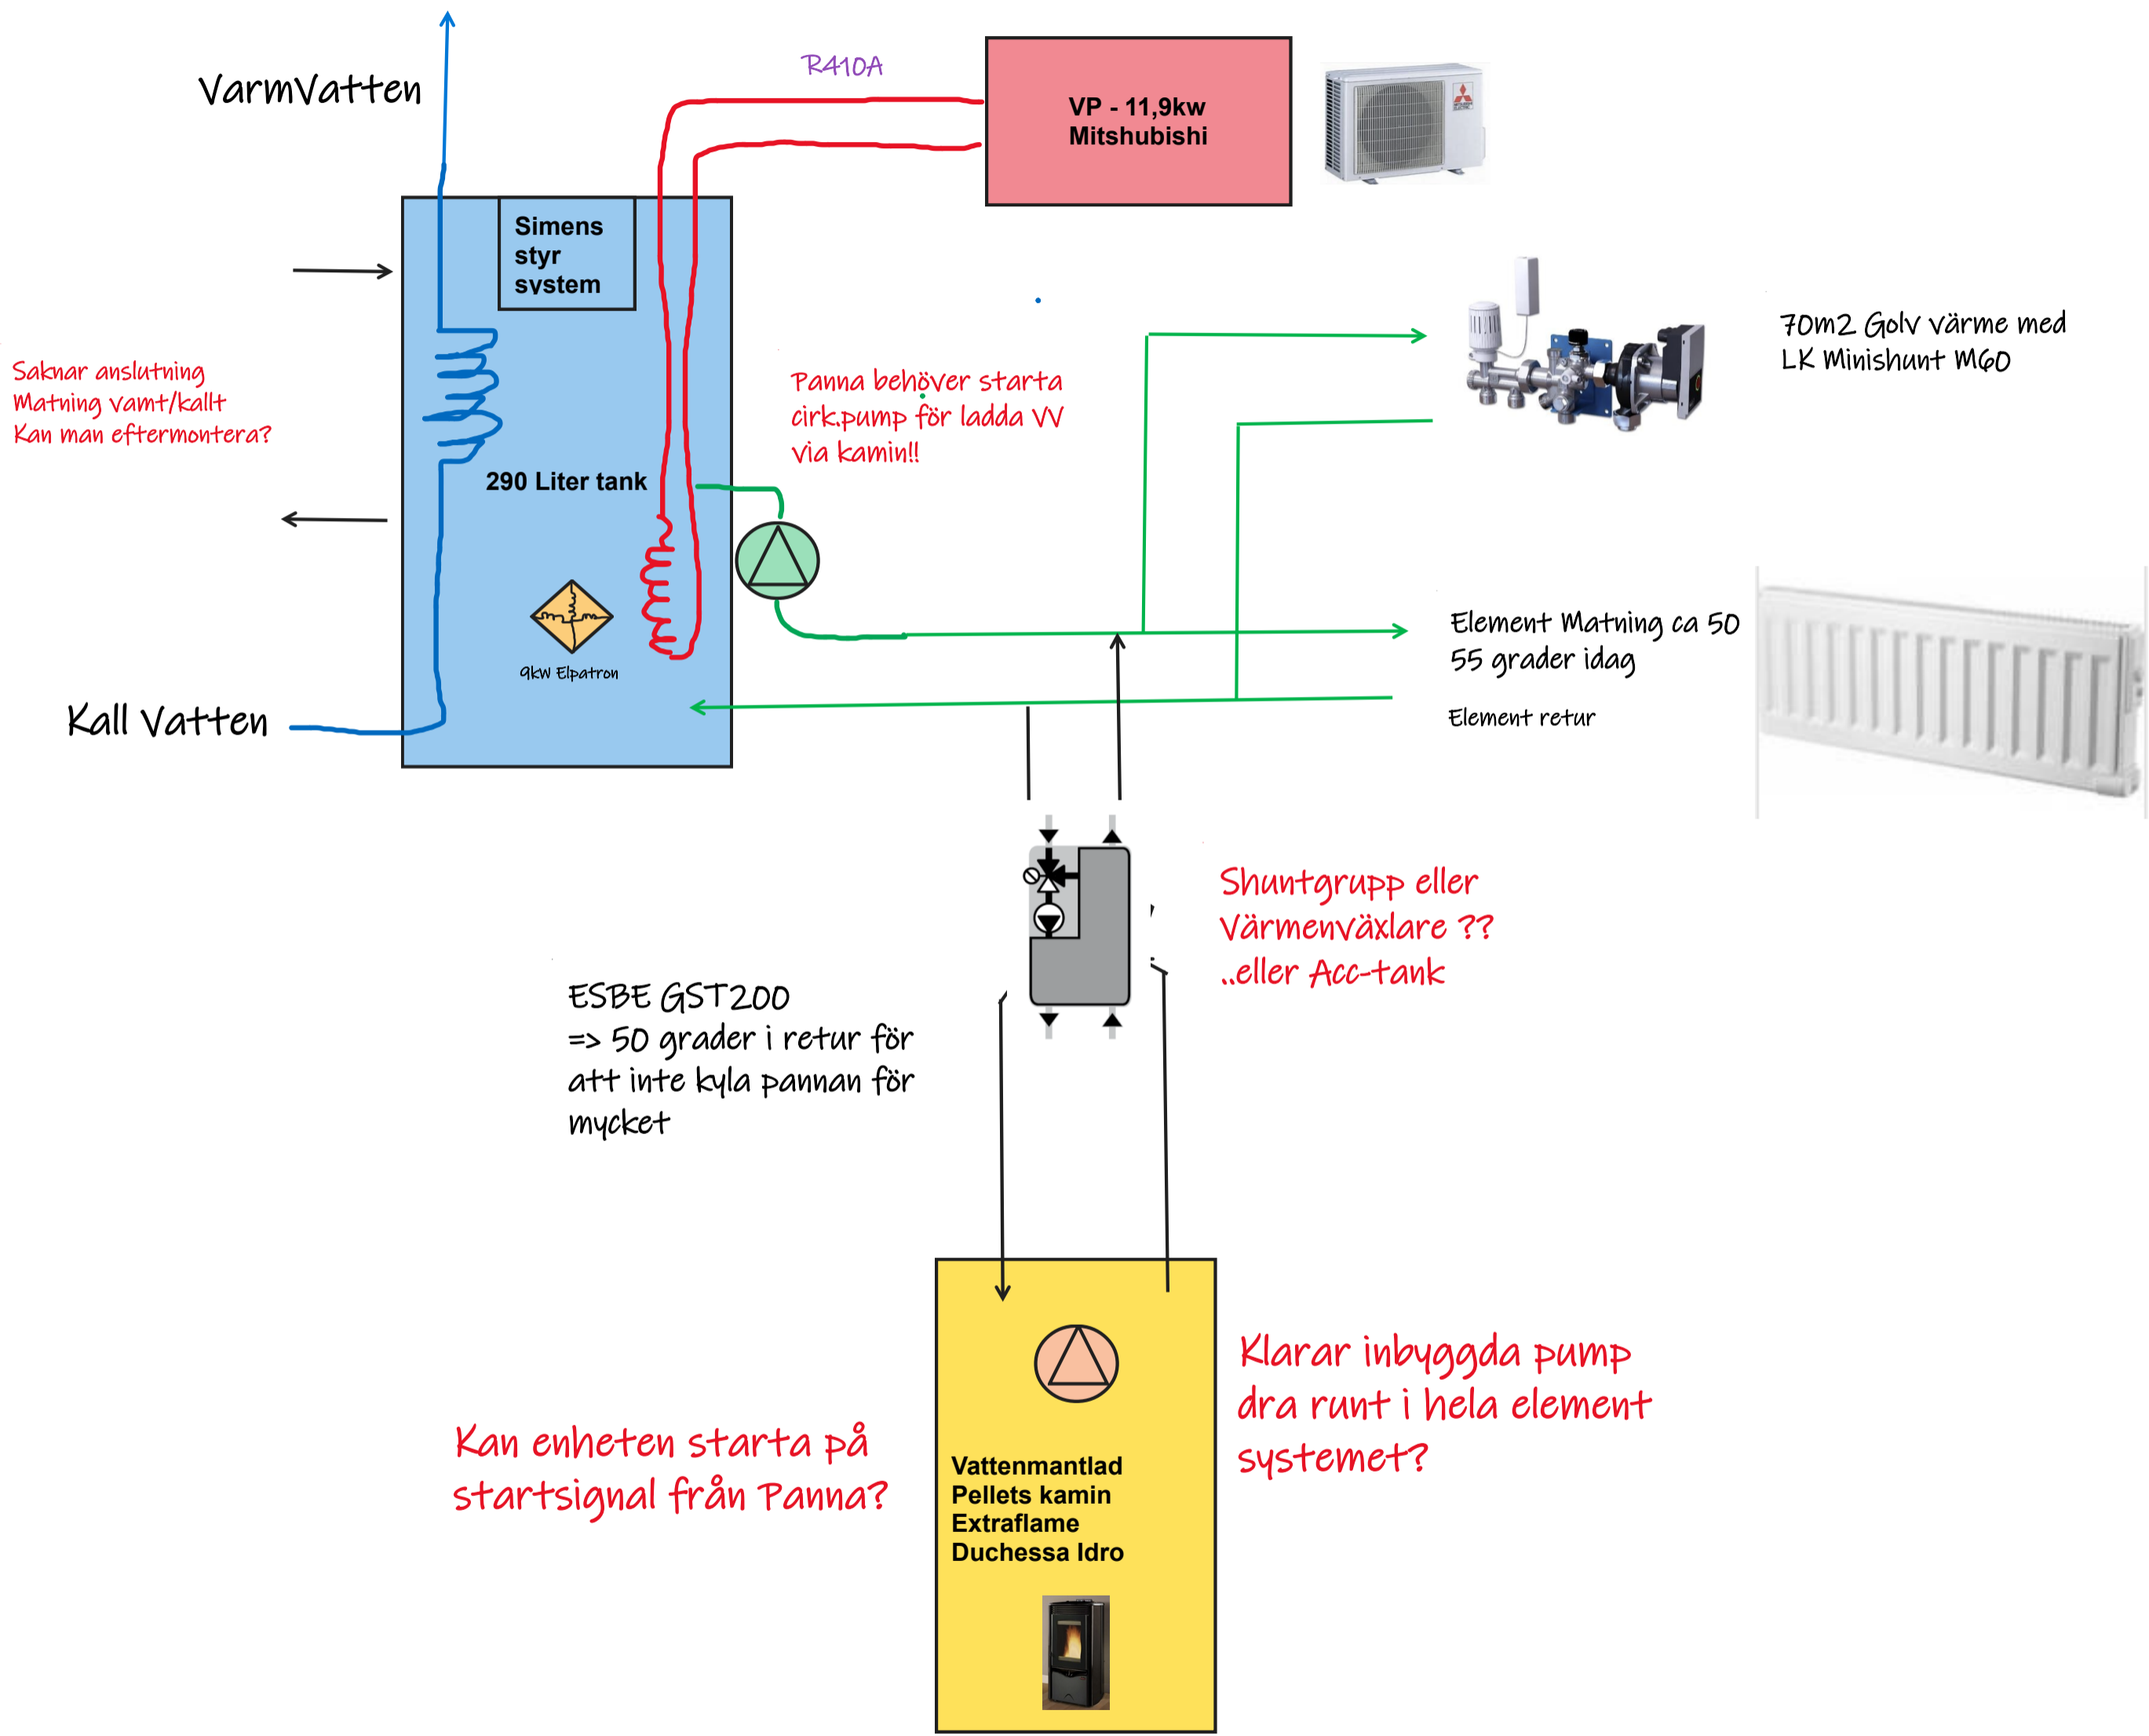 VarmVatten
R410A
VP - 11,9kw
Mitshubishi
Simens
styr
system
Saknar anslutning
Matning vamt/kallt
Kan man eftermontera?
Panna behöver starta
cirk.pump för ladda VV
via kamin!!
70m2 Golv värme med
LK Minishunt M60
290 Liter tank
9kw Elpatron
Kall Vatten
Element Matning ca 50
55 grader idag
Element retur
Shuntgrupp eller
Värmenväxlare ??
..eller Acc-tank
ESBE GST200
=> 50 grader i retur för
att inte kyla pannan för
mycket
Klarar inbyggda pump
dra runt i hela element
systemet?
Kan enheten starta på
startsignal från Panna?
Vattenmantlad
Pellets kamin
Extraflame
Duchessa Idro